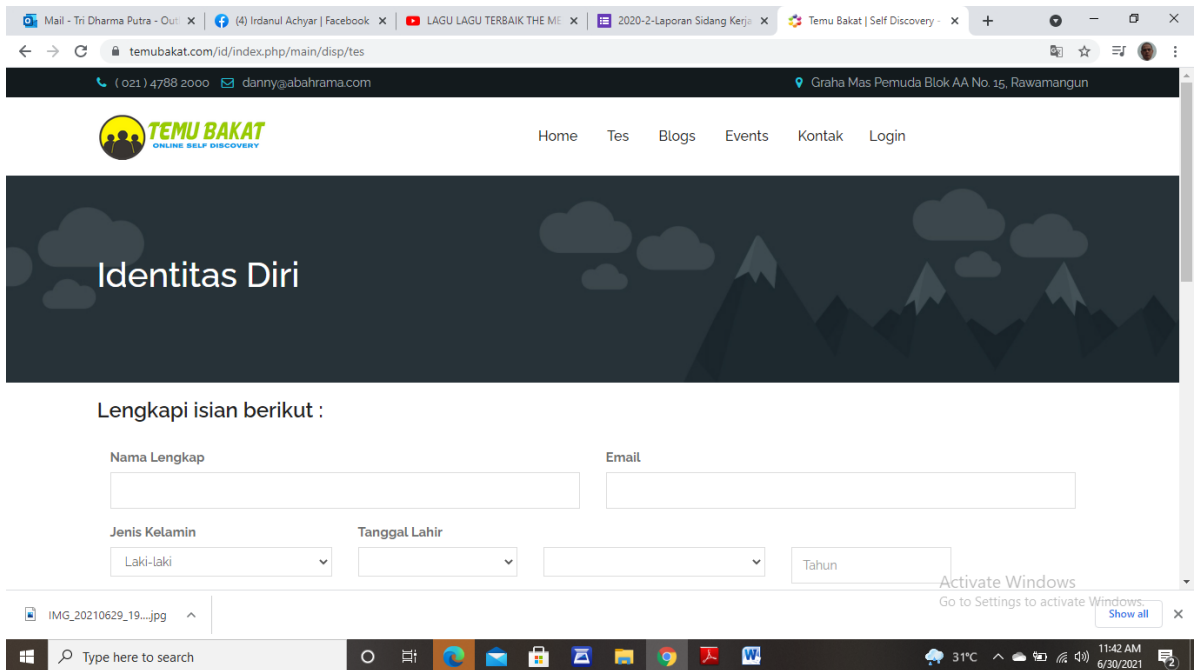 Mail - Tri Dharma Putra - Out
(4) Irdanul Achyar | Facebook
LAGU LAGU TERBAIK THE ME
2020-2-Laporan Sidang Kerja
Temu Bakat | Self Discovery -
temubakat.com/id/index.php/main/disp/tes
( 021 ) 4788 2000 danny@abahrama.com Graha Mas Pemuda Blok AA No. 15, Rawamangun
TEMU BAKAT
ONLINE SELF DISCOVERY
Home Tes Blogs Events Kontak Login
Identitas Diri
Lengkapi isian berikut :
Nama Lengkap Email
Jenis Kelamin Tanggal Lahir
Laki-laki Tahun
Activate Windows
Go to Settings to activate Windows.
IMG_20210629_19....jpg Show all
Type here to search 31°C 11:42 AM
6/30/2021
2